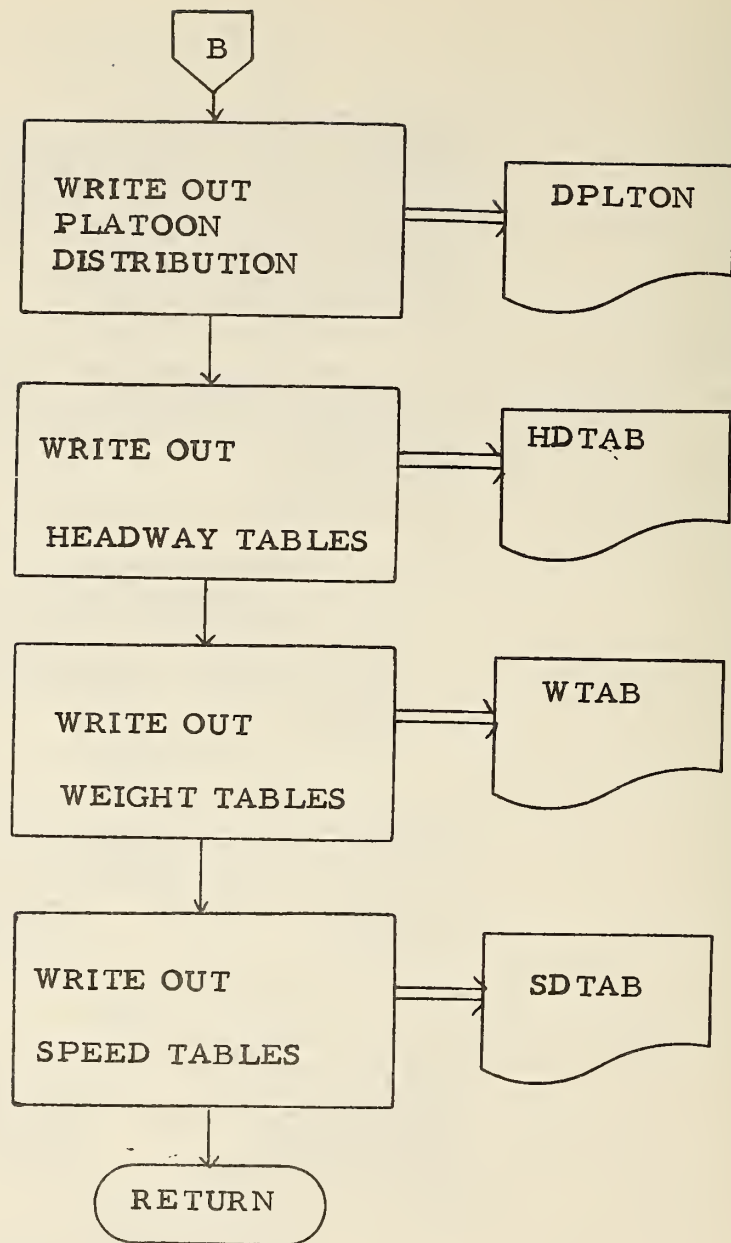 B
WRITE OUT
PLATOON
DISTRIBUTION
DPLTON
WRITE OUT
HEADWAY TABLES
HDTAB
WRITE OUT
WEIGHT TABLES
WTAB
WRITE OUT
SPEED TABLES
SDTAB
RETURN